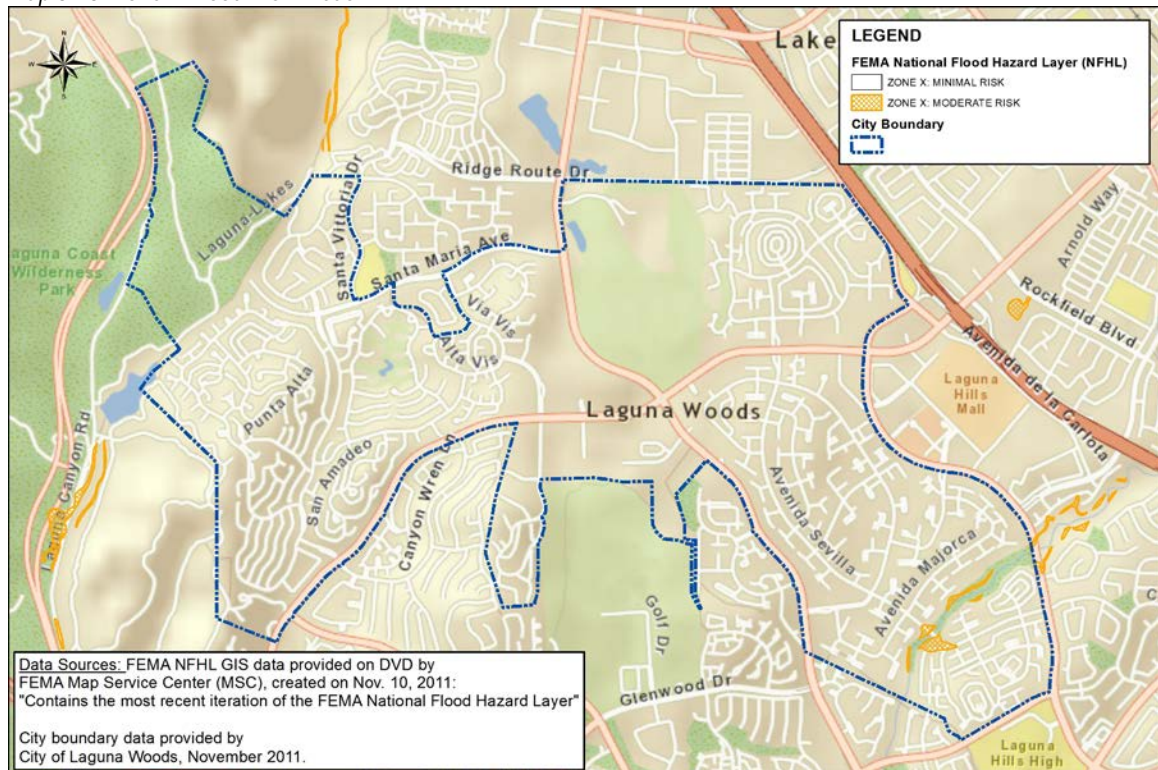 N
W
E
S
Lake
LEGEND
FEMA National Flood Hazard Layer (NFHL)
ZONE X: MINIMAL RISK
ZONE X: MODERATE RISK
City Boundary
Ridge Route Dr
Santa Vittoria Dr
Laguna-Lakes
Santa Maria Ave
Arnold Way
aguna Coast
Wilderness
Park
Via Vis
Alta Vis
Rockfield Blvd
Avenida de la Carlota
Laguna
Hills
Mall
Punta Alta
Laguna Woods
Laguna Canyon Rd
San Amadeo
Canyon Wren Ln
Avenida Sevilla
Avenida Majorca
Golf Dr
Glenwood Dr
C
Laguna
Hills High
Data Sources: FEMA NFHL GIS data provided on DVD by
FEMA Map Service Center (MSC), created on Nov. 10, 2011:
"Contains the most recent iteration of the FEMA National Flood Hazard Layer"
City boundary data provided by
City of Laguna Woods, November 2011.